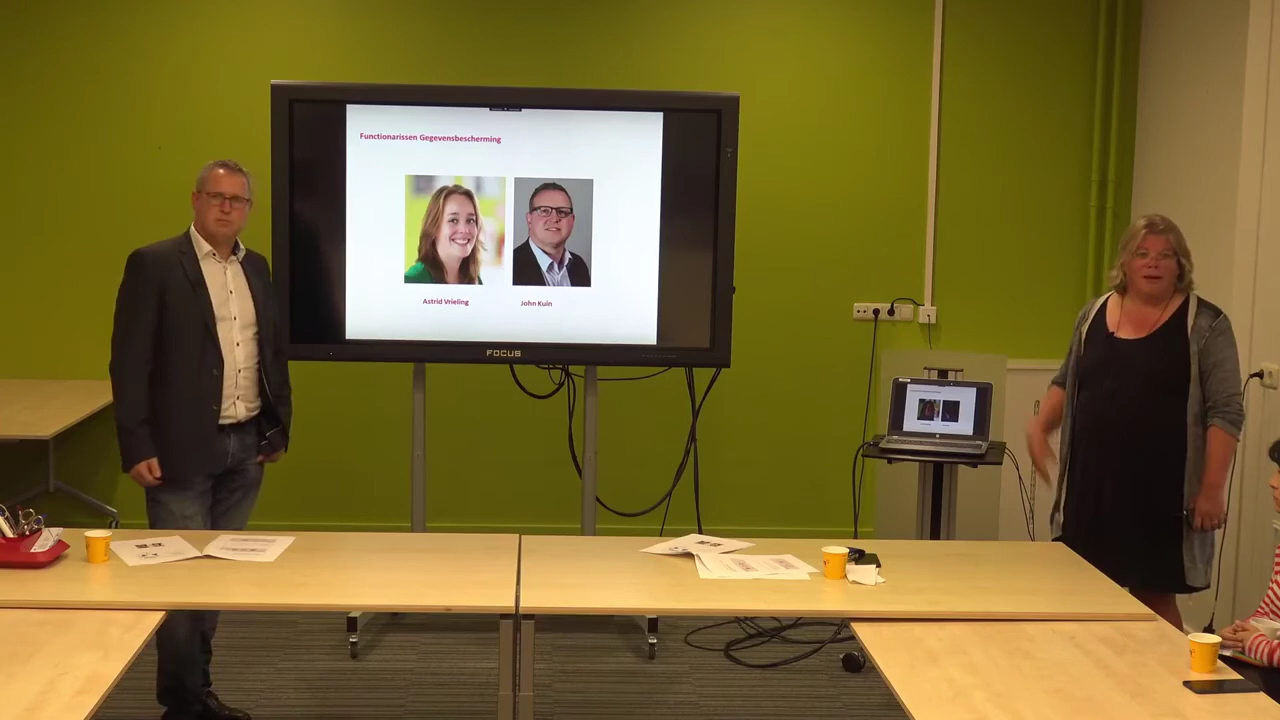 Functionarissen Gegevensbescherming
Astrid Vrieling
John Kuin
FOCUS